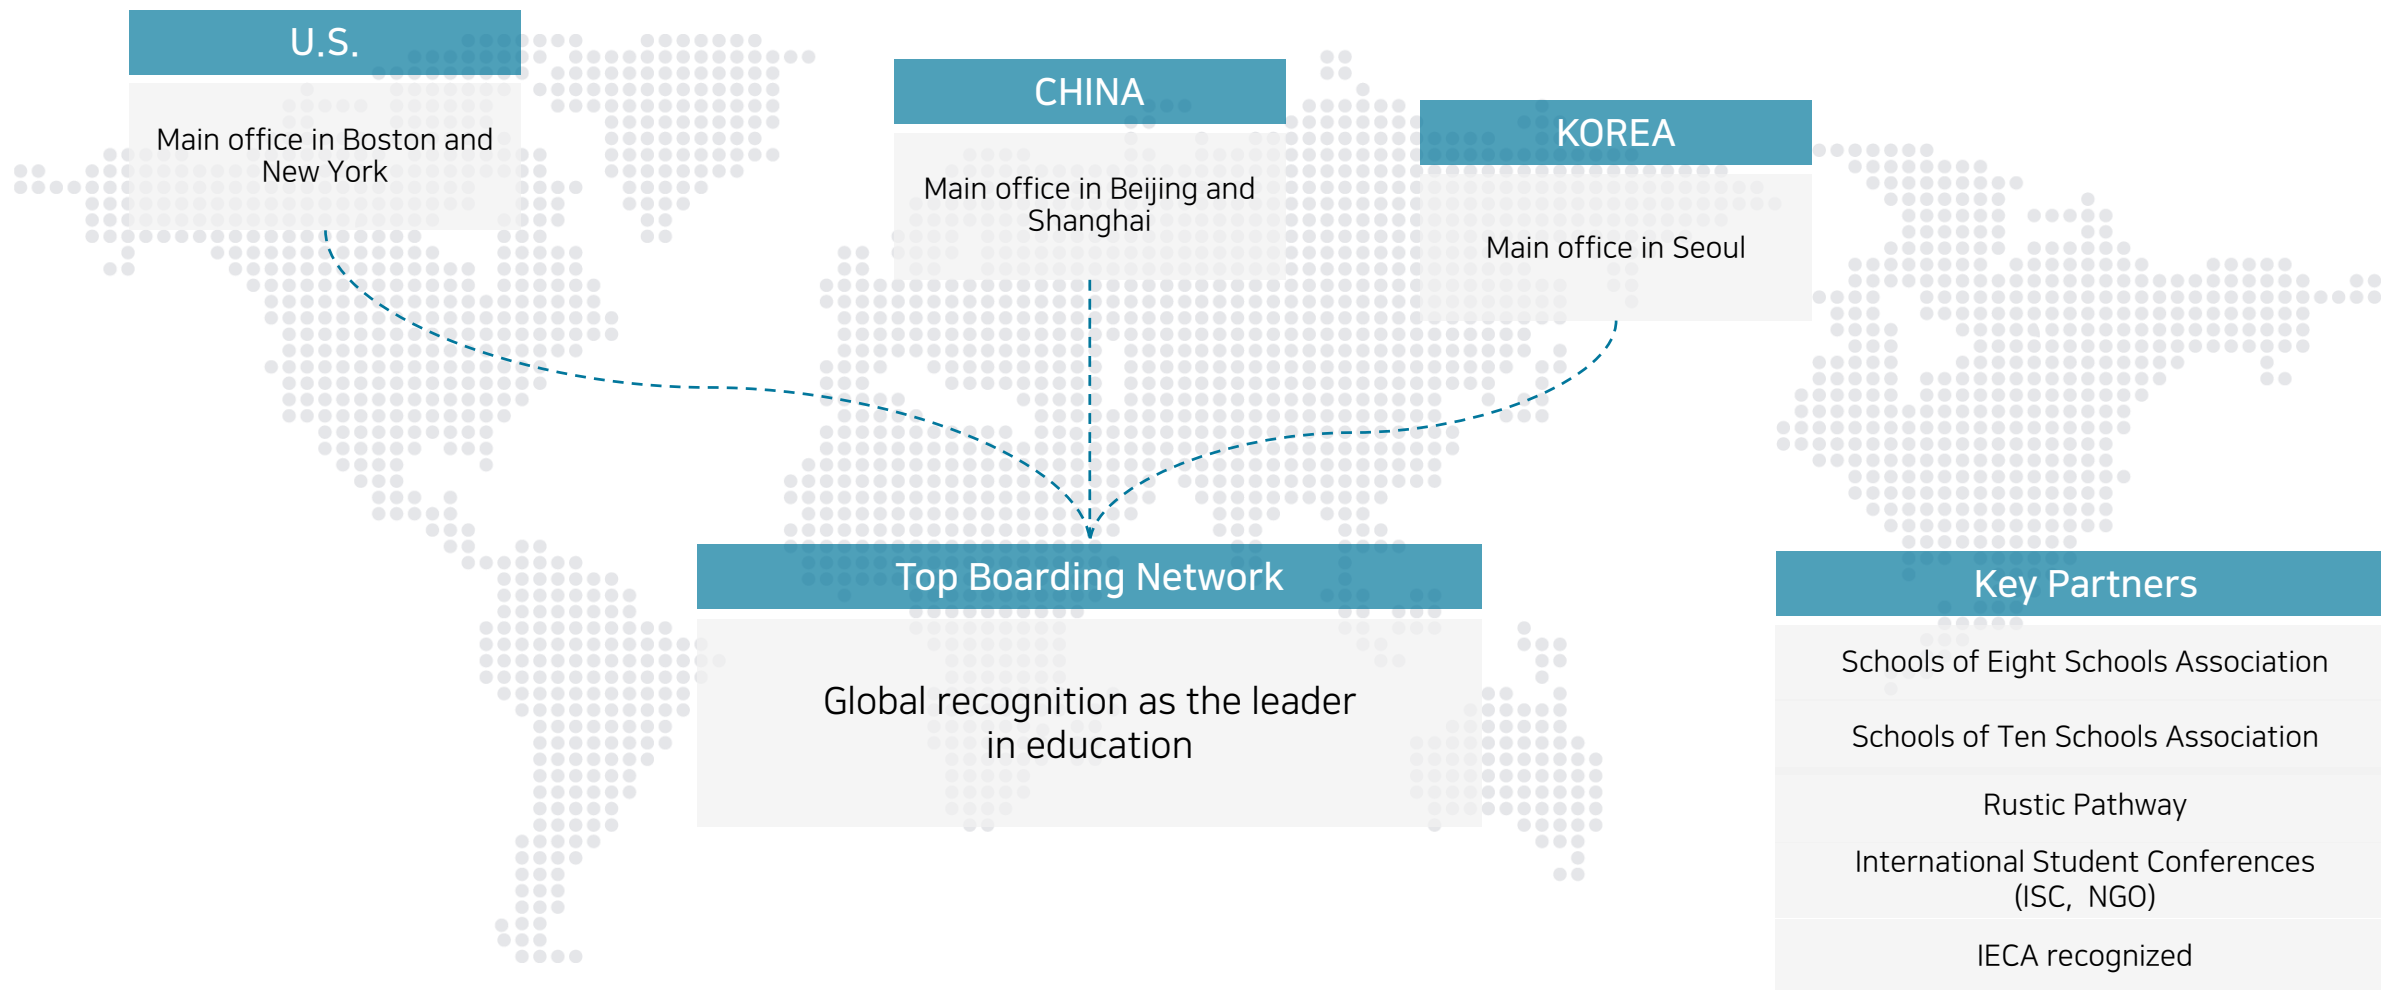 U.S.
Main office in Boston and
New York
CHINA
Main office in Beijing and
Shanghai
KOREA
Main office in Seoul
Top Boarding Network
Global recognition as the leader
in education
Key Partners
Schools of Eight Schools Association
Schools of Ten Schools Association
Rustic Pathway
International Student Conferences
(ISC,  NGO)
IECA recognized